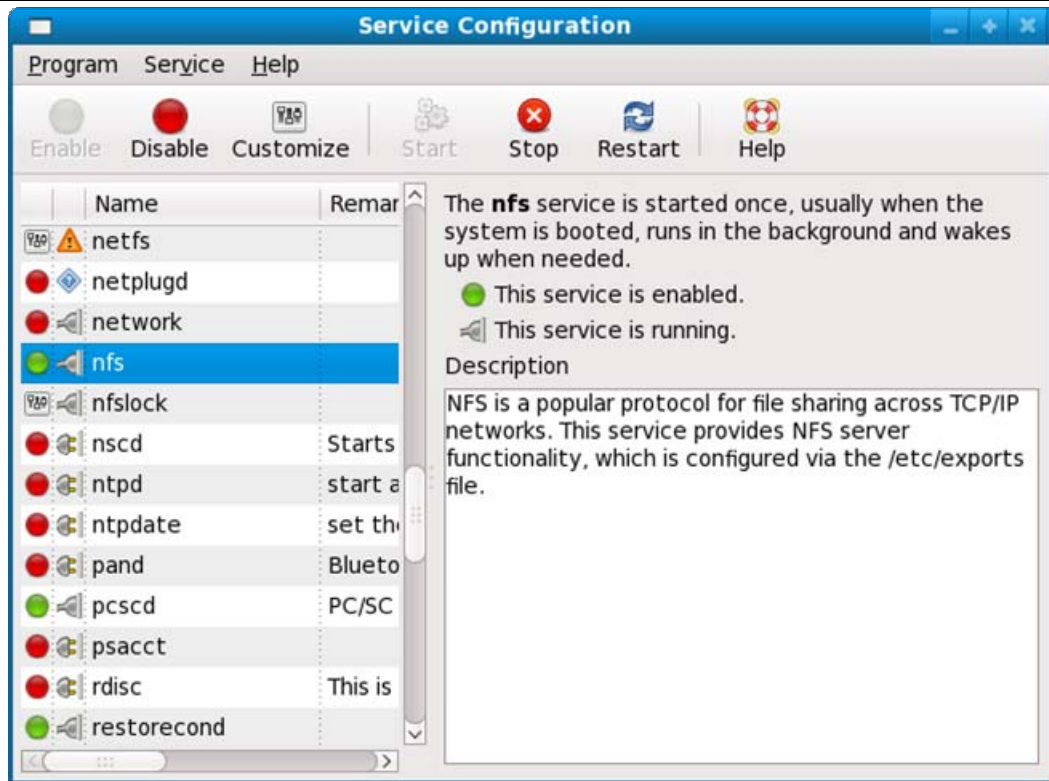 Service Configuration
Program Service Help
Enable Disable Customize Start Stop Restart Help
Name Remar
netfs
netplugd
network
nfs
nfslock
nscd Starts
ntpd start a
ntpdate set the
pand Blueto
pcscd PC/SC
psacct
rdisc This is
restorecond
The nfs service is started once, usually when the
system is booted, runs in the background and wakes
up when needed.
This service is enabled.
This service is running.
Description
NFS is a popular protocol for file sharing across TCP/IP
networks. This service provides NFS server
functionality, which is configured via the /etc/exports
file.